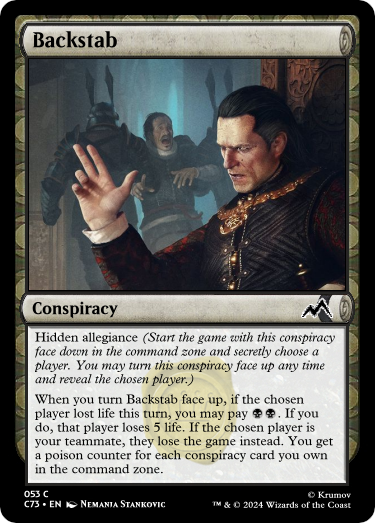 Backstab
Conspiracy
Hidden allegiance (Start the game with this conspiracy
face down in the command zone and secretly choose a
player. You may turn this conspiracy face up any time
and reveal the chosen player.)
When you turn Backstab face up, if the chosen
player lost life this turn, you may pay. If you
do, that player loses 5 life. If the chosen player is
your teammate, they lose the game instead. You get
a poison counter for each conspiracy card you own
in the command zone.
053 C
© Krumov
C73 • EN Nemania Stankovic
™ & © 2024 Wizards of the Coast